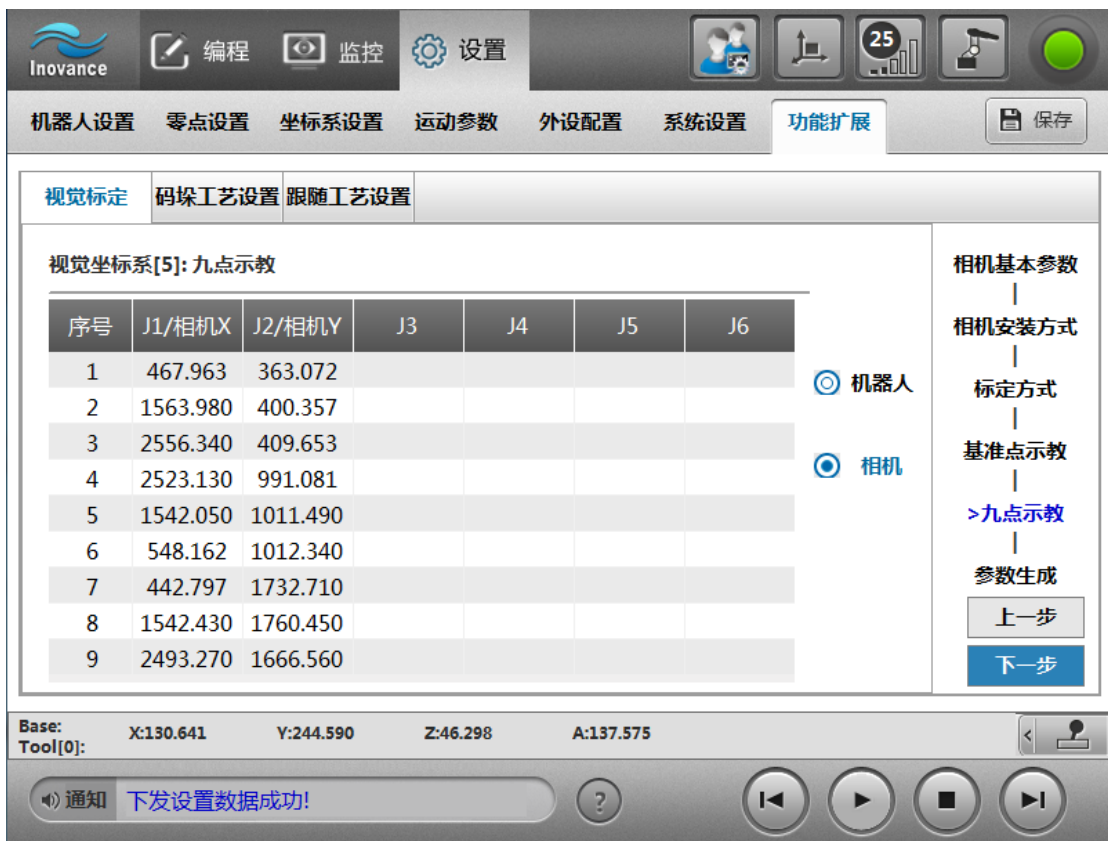 Inovance 编程 监控 设置 25
机器人设置 零点设置 坐标系设置 运动参数 外设配置 系统设置 功能扩展 保存
视觉标定 码垛工艺设置 跟随工艺设置
视觉坐标系[5]: 九点示教
序号 J1/相机X J2/相机Y J3 J4 J5 J6
1 467.963 363.072
2 1563.980 400.357
3 2556.340 409.653
4 2523.130 991.081
5 1542.050 1011.490
6 548.162 1012.340
7 442.797 1732.710
8 1542.430 1760.450
9 2493.270 1666.560
机器人
相机
相机基本参数
|
相机安装方式
|
标定方式
|
基准点示教
|
>九点示教
|
参数生成
上一步
下一步
Base: X:130.641 Y:244.590 Z:46.298 A:137.575
Tool[0]:
通知 下发设置数据成功! ?